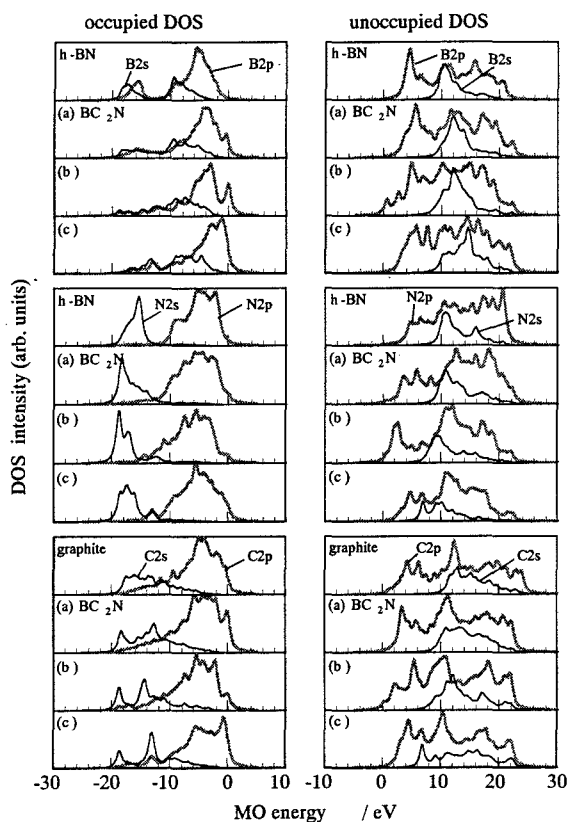 occupied DOS
unoccupied DOS
h-BN
B2s
B2p
B2p
B2s
(a) BC 2N
(a) BC 2N
(b)
(b)
(c)
(c)
h-BN
N2s
N2p
h-BN
N2p
N2s
(a) BC 2N
(a) BC 2N
(b)
(b)
(c)
(c)
graphite
C2s
C2p
graphite
C2p
C2s
(a) BC 2N
(a) BC 2N
(b)
(b)
(c)
(c)
DOS intensity (arb. units)
-30 -20 -10 0 10
-10 0 10 20 30
MO energy / eV